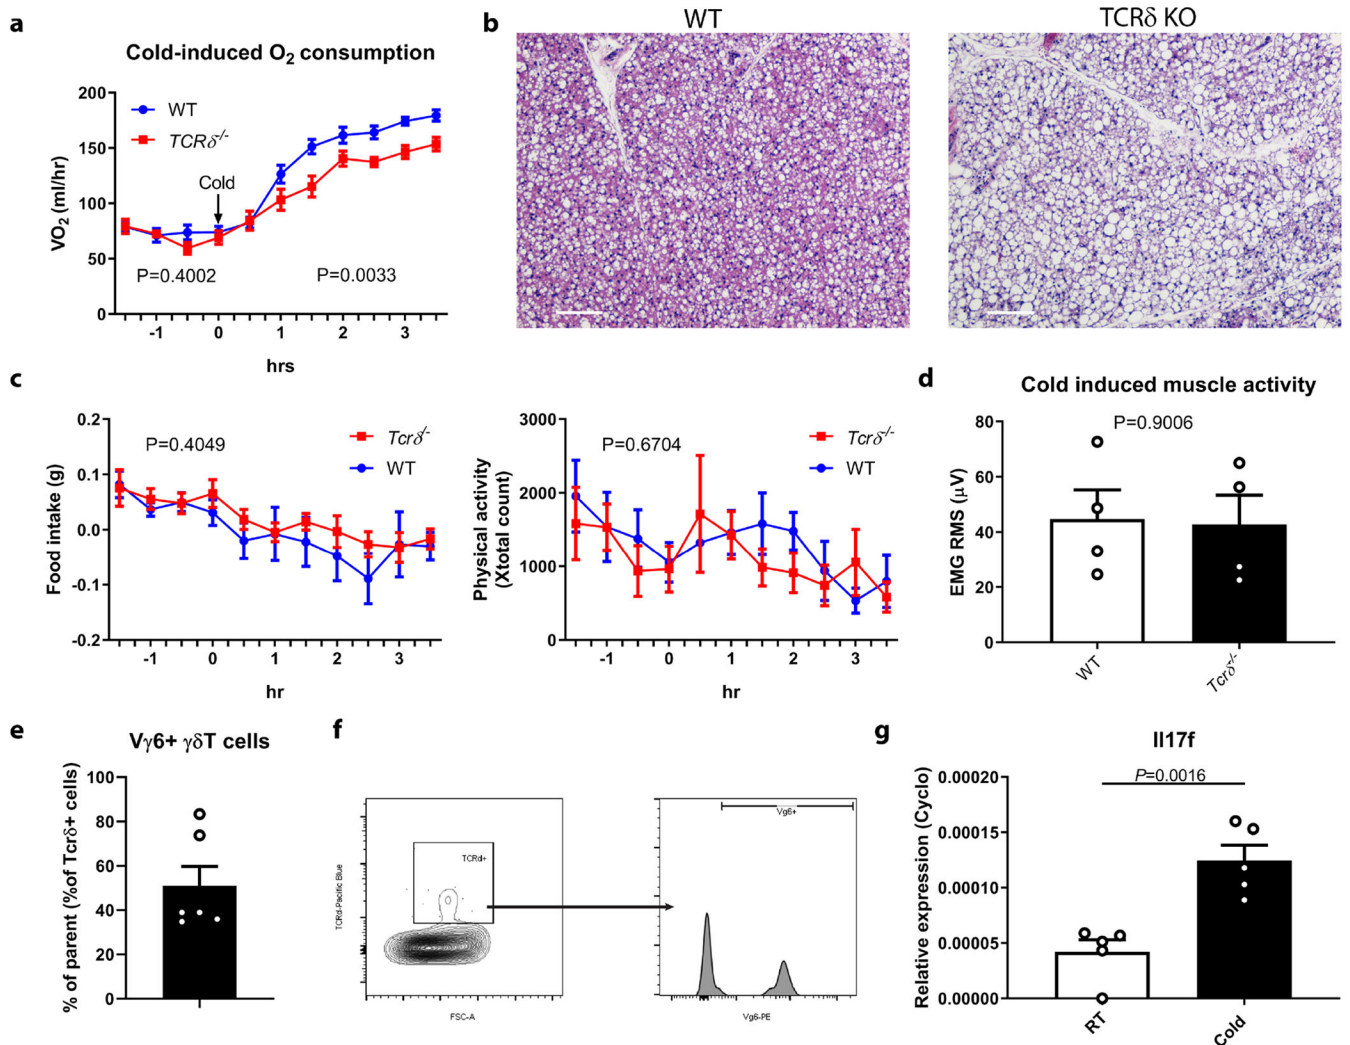 a
Cold-induced O2 consumption
VO2 (ml/hr)
200
150
100
50
0
WT
TCRδ-/-
Cold
P=0.4002
P=0.0033
-1
0
1
2
3
hrs
b
WT
TCRδ KO
c
Food intake (g)
0.2
0.1
0.0
-0.1
-0.2
P=0.4049
Tcrδ-/-
WT
-1
0
1
2
3
hr
Physical activity
(Xtotal count)
3000
2000
1000
0
P=0.6704
Tcrδ-/-
WT
-1
0
1
2
3
hr
d
Cold induced muscle activity
EMG RMS (μV)
80
60
40
20
0
P=0.9006
WT
Tcrδ-/-
e
Vγ6+ γδT cells
% of parent (%of Tcrδ+ cells)
100
80
60
40
20
0
f
TCRd-Pacific Blue
TCRd+
FSC-A
Vg6+
Vg6-PE
g
Il17f
Relative expression (Cyclo)
0.00020
0.00015
0.00010
0.00005
0.00000
P=0.0016
RT
Cold